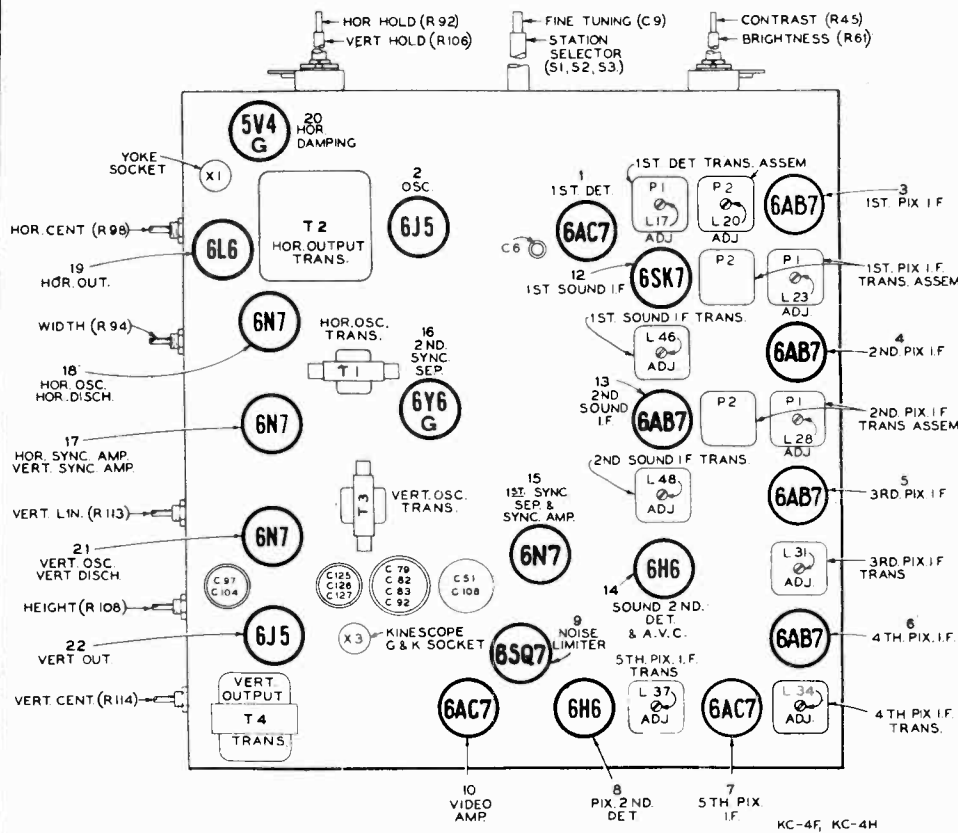 HOR HOLD (R92)
VERT HOLD (R106)
FINE TUNING (C9)
STATION
SELECTOR
(S1, S2, S3.)
CONTRAST (R45)
BRIGHTNESS (R61)
5V4
G
20
HOR.
DAMPING
YOKE
SOCKET
X1
T2
HOR. OUTPUT
TRANS.
2
OSC.
6J5
1
1ST. DET.
6AC7
C6
1ST DET TRANS. ASSEM
P1
L17
ADJ
P2
L20
ADJ
6AB7
3
1ST. PIX I.F
HOR. CENT (R98)
6L6
19
HOR. OUT.
12
1ST SOUND I.F
6SK7
P2
P1
L23
ADJ.
1ST. PIX I.F.
TRANS. ASSEM
WIDTH (R94)
6N7
18
HOR. OSC.
HOR. DISCH.
HOR. OSC.
TRANS.
T1
16
2ND.
SYNC.
SEP.
6Y6
G
1ST. SOUND I F TRANS.
L46
ADJ
6AB7
4
2ND. PIX I.F
13
2ND
SOUND
I.F
6AB7
P2
P1
L28
ADJ
2ND. PIX I.F
TRANS ASSEM
6N7
17
HOR. SYNC. AMP.
VERT. SYNC AMP.
2ND SOUND I F TRANS.
L48
ADJ
6AB7
5
3RD. PIX I F
VERT. LIN. (R113)
T3
VERT. OSC.
TRANS.
15
1ST. SYNC.
SEP. &
SYNC. AMP.
6N7
6N7
21
VERT. OSC.
VERT DISCH.
6H6
14
SOUND 2ND.
DET.
& A.V.C.
L31
ADJ.
3RD. PIX I F
TRANS
C97
C104
C125
C126
C127
C 79
C 82
C 83
C 92
C51
C108
HEIGHT (R108)
6J5
22
VERT OUT.
X3
KINESCOPE
G & K SOCKET
9
NOISE
LIMITER
6SQ7
6AB7
6
4TH. PIX. I.F.
5TH. PIX. I.F.
TRANS
L 37
ADJ
VERT. CENT. (R114)
VERT.
OUTPUT
T4
TRANS.
6AC7
6H6
6AC7
L 34
ADJ.
4TH PIX I.F.
TRANS.
10
VIDEO
AMP.
8
PIX. 2ND.
DET.
7
5TH PIX.
I.F.
KC-4F, KC-4H